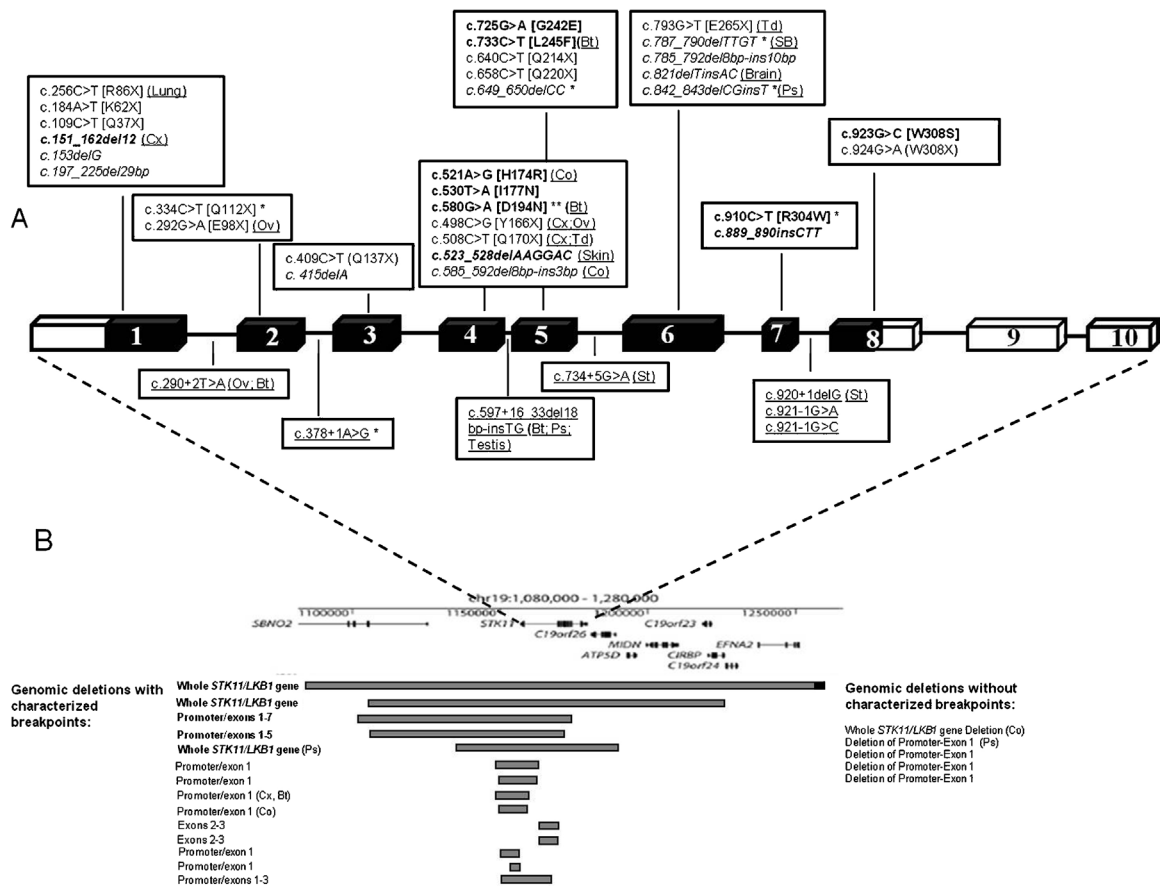 c.725G>A [G242E]
c.733C>T [L245F](Bt)
c.640C>T [Q214X]
c.658C>T [Q220X]
c.649_650delCC *
c.793G>T [E265X] (Td)
c.787_790delTTGT * (SB)
c.785_792del8bp-ins10bp
c.821delTinsAC (Brain)
c.842_843delCGinsT *(Ps)
c.256C>T [R86X] (Lung)
c.184A>T [K62X]
c.109C>T [Q37X]
c.151_162del12 (Cx)
c.153delG
c.197_225del29bp
c.923G>C [W308S]
c.924G>A (W308X)
A
c.334C>T [Q112X] *
c.292G>A [E98X] (Ov)
c.409C>T (Q137X)
c. 415delA
c.521A>G [H174R] (Co)
c.530T>A [I177N]
c.580G>A [D194N] ** (Bt)
c.498C>G [Y166X] (Cx;Ov)
c.508C>T [Q170X] (Cx;Td)
c.523_528delAAGGAC (Skin)
c.585_592del8bp-ins3bp (Co)
c.910C>T [R304W] *
c.889_890insCTT
1 2 3 4 5 6 7 8 9 10
c.290+2T>A (Ov; Bt)
c.378+1A>G *
c.597+16_33del18
bp-insTG (Bt; Ps;
Testis)
c.734+5G>A (St)
c.920+1delG (St)
c.921-1G>A
c.921-1G>C
B
chr19:1,080,000 - 1,280,000
1100000 1150000 1200000 1250000
SBNO2 STK11 C19orf23
C19orf26 MIDN EFNA2
ATP5D CIRBP
C19orf24
Genomic deletions with
characterized
breakpoints:
Whole STK11/LKB1 gene
Whole STK11/LKB1 gene
Promoter/exons 1-7
Promoter/exons 1-5
Whole STK11/LKB1 gene (Ps)
Promoter/exon 1
Promoter/exon 1
Promoter/exon 1 (Cx, Bt)
Promoter/exon 1 (Co)
Exons 2-3
Exons 2-3
Promoter/exon 1
Promoter/exon 1
Promoter/exons 1-3
Genomic deletions without
characterized breakpoints:
Whole STK11/LKB1 gene Deletion (Co)
Deletion of Promoter-Exon 1 (Ps)
Deletion of Promoter-Exon 1
Deletion of Promoter-Exon 1
Deletion of Promoter-Exon 1